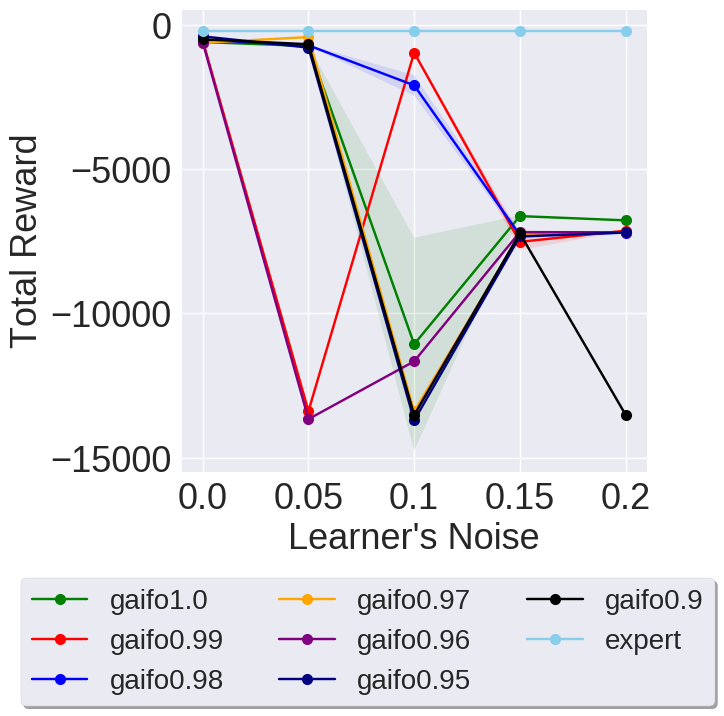 0
−5000
−10000
−15000
Total Reward
0.0 0.05 0.1 0.15 0.2
Learner's Noise
gaifo1.0 gaifo0.97 gaifo0.9
gaifo0.99 gaifo0.96 expert
gaifo0.98 gaifo0.95